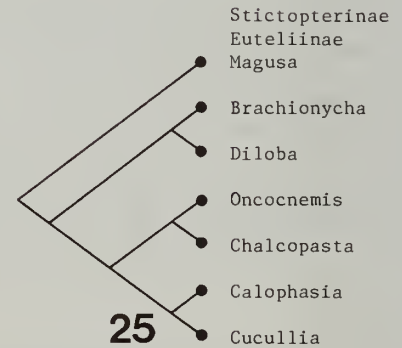 Stictopterinae
Euteliinae
Magusa
Brachionycha
Diloba
Oncocnemis
Chalcopasta
Calophasia
25
Cucullia